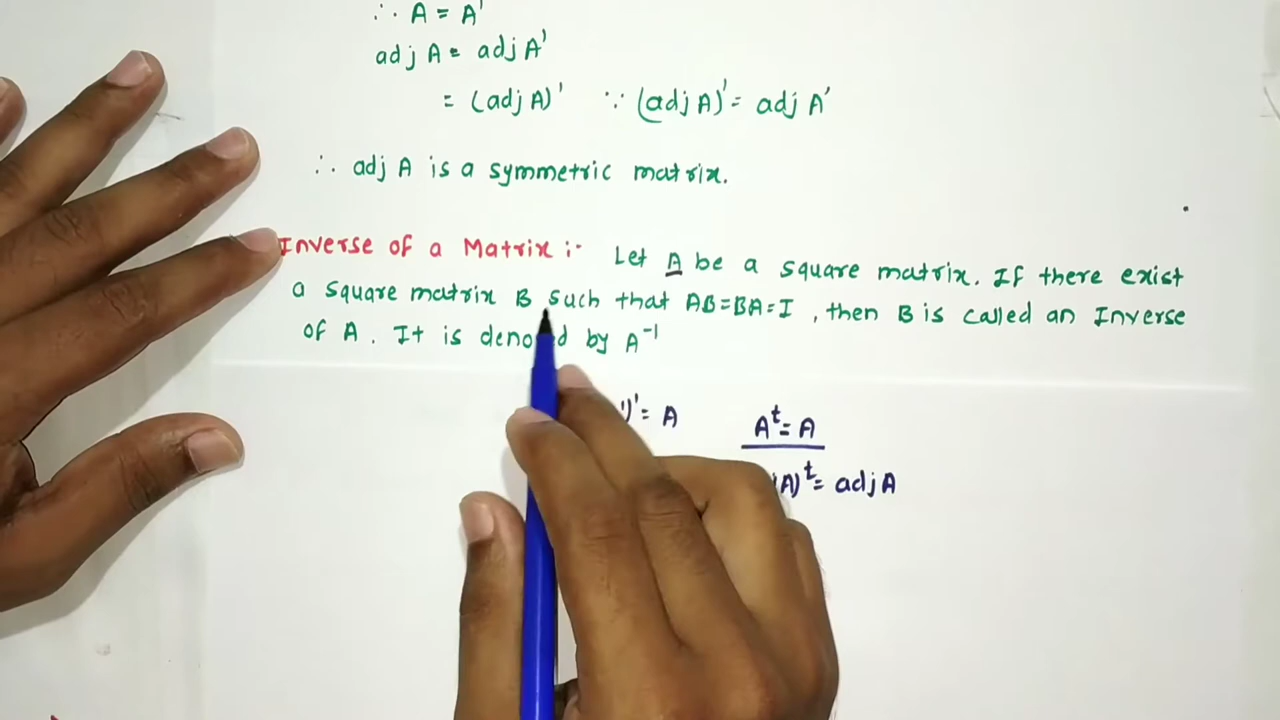 ∴ A = A'
adj A = adj A'
= (adj A)' ∵ (adj A)' = adj A'
∴ adj A is a symmetric matrix.
Inverse of a Matrix :- Let A be a square matrix. If there exist
a square matrix B such that AB=BA=I , then B is called an Inverse
of A. It is by A⁻¹
')' = A Aᵗ = A
A)ᵗ = adj A